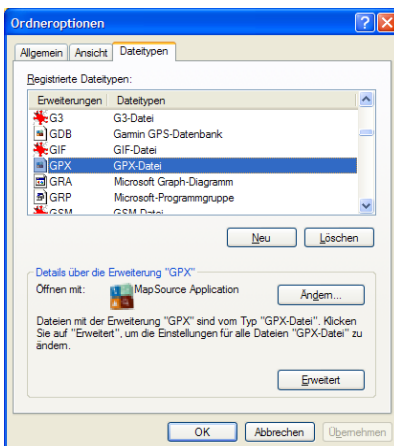 Ordneroptionen
Allgemein Ansicht Dateitypen
Registrierte Dateitypen:
Erweiterungen Dateitypen
G3 G3-Datei
GDB Garmin GPS-Datenbank
GIF GIF-Datei
GPX GPX-Datei
GRA Microsoft Graph-Diagramm
GRP Microsoft-Programmgruppe
GSM GSM-Datei
Neu Löschen
Details über die Erweiterung "GPX"
Öffnen mit: MapSource Application Ändern...
Dateien mit der Erweiterung "GPX" sind vom Typ "GPX-Datei". Klicken
Sie auf "Erweitert", um die Einstellungen für alle Dateien "GPX-Datei" zu
ändern.
Erweitert
OK Abbrechen Übernehmen